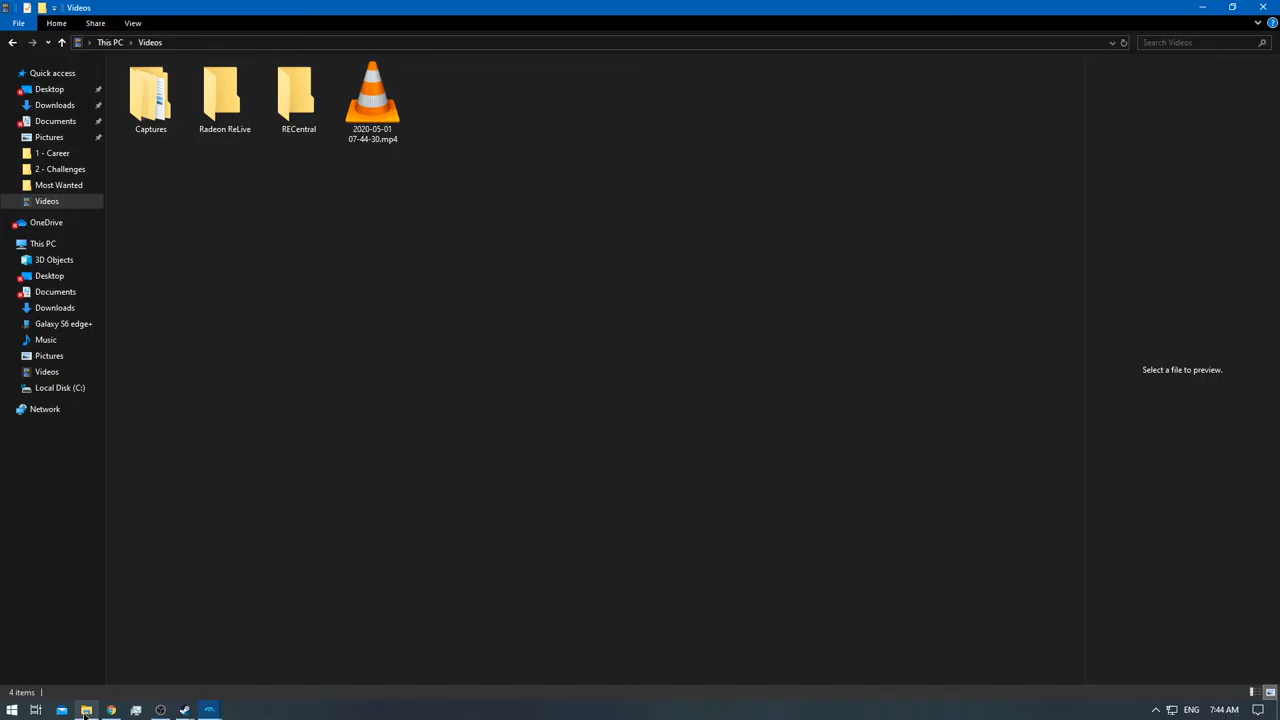 Videos
File Home Share View
This PC Videos
Search Videos
Quick access
Desktop
Downloads
Documents
Pictures
1 - Career
2 - Challenges
Most Wanted
Videos
OneDrive
This PC
3D Objects
Desktop
Documents
Downloads
Galaxy S6 edge+
Music
Pictures
Videos
Local Disk (C:)
Network
Captures
Radeon ReLive
RECentral
2020-05-01
07-44-30.mp4
Select a file to preview.
4 items
ENG 7:44 AM